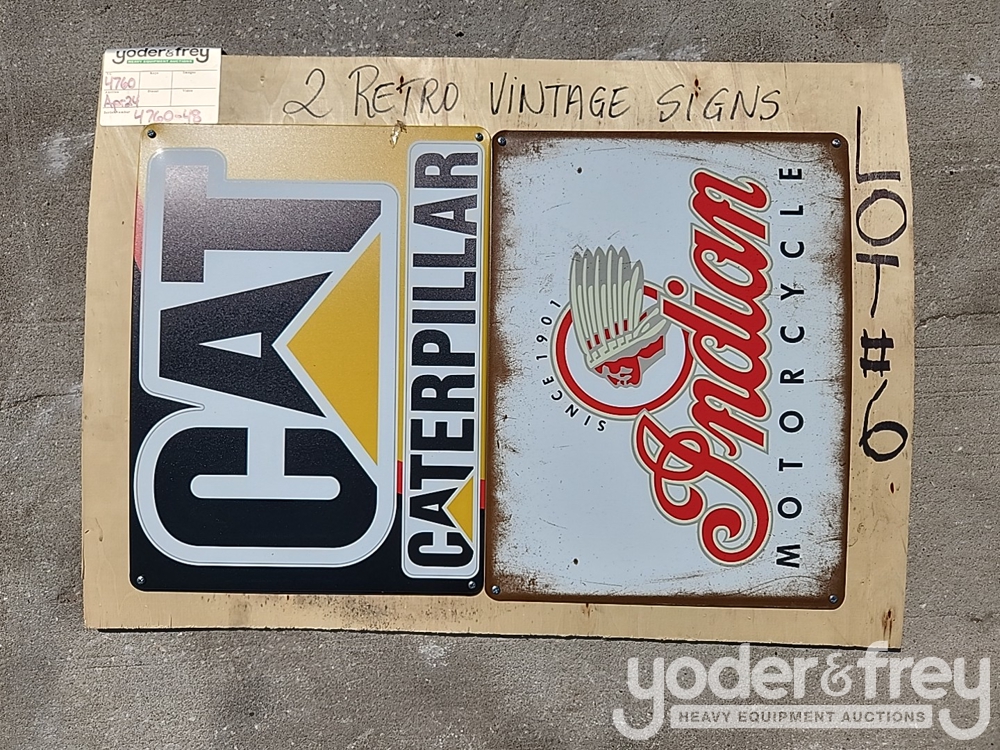 yoder&frey
HEAVY EQUIPMENT AUCTIONS
4760
Apr24
4760-48
2 RETRO VINTAGE SIGNS
LOT #6
CAT
CATERPILLAR
SINCE 1901
Indian
MOTORCYCLE
yoder&frey
HEAVY EQUIPMENT AUCTIONS